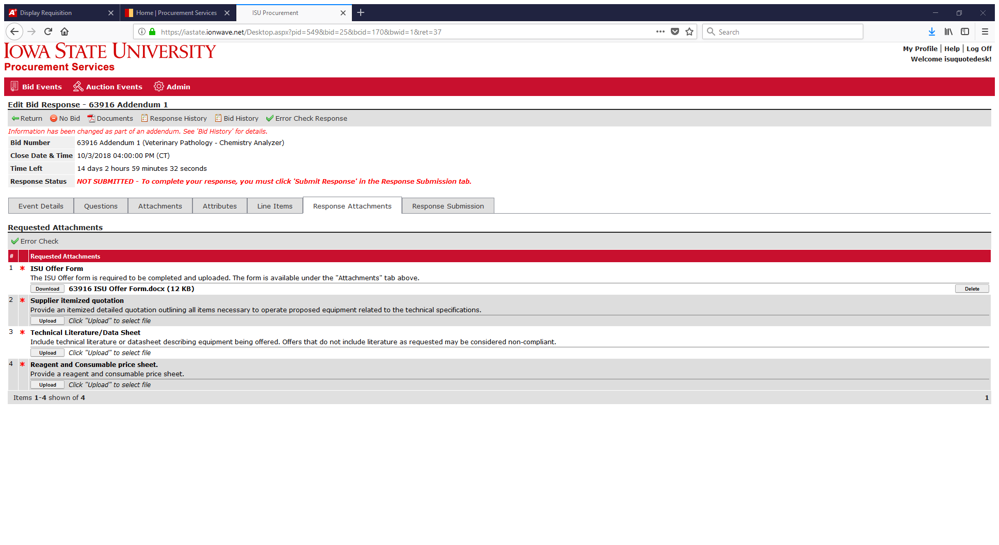 Display Requisition
Home | Procurement Services
ISU Procurement
https://iastate.ionwave.net/Desktop.aspx?pid=549&bid=25&bcid=170&bwid=1&ret=37
Search
IOWA STATE UNIVERSITY
Procurement Services
My Profile | Help | Log Off
Welcome isuquotedesk!
Bid Events Auction Events Admin
Edit Bid Response - 63916 Addendum 1
Return No Bid Documents Response History Bid History Error Check Response
Information has been changed as part of an addendum. See 'Bid History' for details.
Bid Number 63916 Addendum 1 (Veterinary Pathology - Chemistry Analyzer)
Close Date & Time 10/3/2018 04:00:00 PM (CT)
Time Left 14 days 2 hours 59 minutes 32 seconds
Response Status NOT SUBMITTED - To complete your response, you must click 'Submit Response' in the Response Submission tab.
Event Details Questions Attachments Attributes Line Items Response Attachments Response Submission
Requested Attachments
Error Check
# Requested Attachments
1 * ISU Offer Form
The ISU Offer form is required to be completed and uploaded. The form is available under the "Attachments" tab above.
Download 63916 ISU Offer Form.docx (12 KB) Delete
2 * Supplier itemized quotation
Provide an itemized detailed quotation outlining all items necessary to operate proposed equipment related to the technical specifications.
Upload Click "Upload" to select file
3 * Technical Literature/Data Sheet
Include technical literature or datasheet describing equipment being offered. Offers that do not include literature as requested may be considered non-compliant.
Upload Click "Upload" to select file
4 * Reagent and Consumable price sheet.
Provide a reagent and consumable price sheet.
Upload Click "Upload" to select file
Items 1-4 shown of 4 1